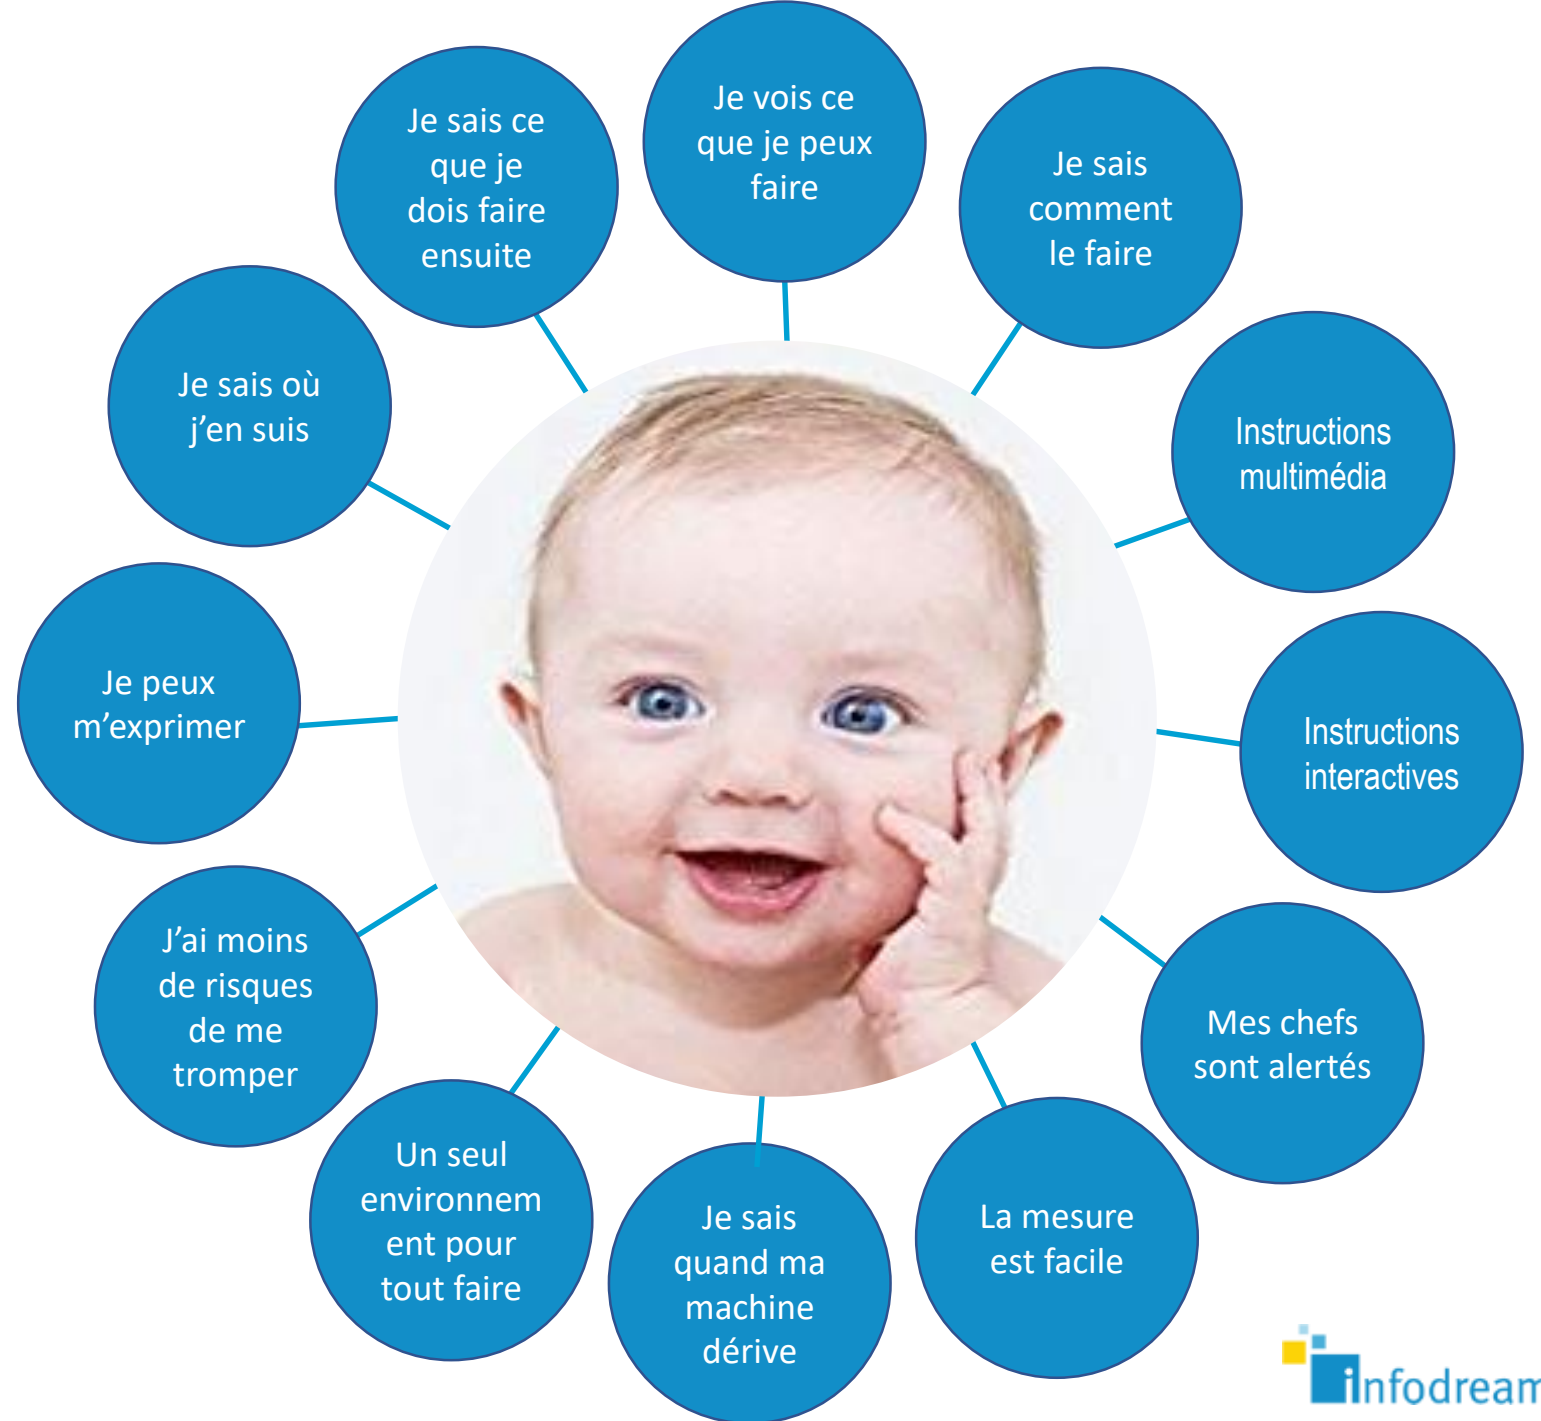 Je vois ce
que je peux
faire
Je sais
comment
le faire
Instructions
multimédia
Instructions
interactives
Mes chefs
sont alertés
La mesure
est facile
Je sais
quand ma
machine
dérive
Un seul
environnem
ent pour
tout faire
J’ai moins
de risques
de me
tromper
Je peux
m’exprimer
Je sais où
j’en suis
Je sais ce
que je
dois faire
ensuite
infodream